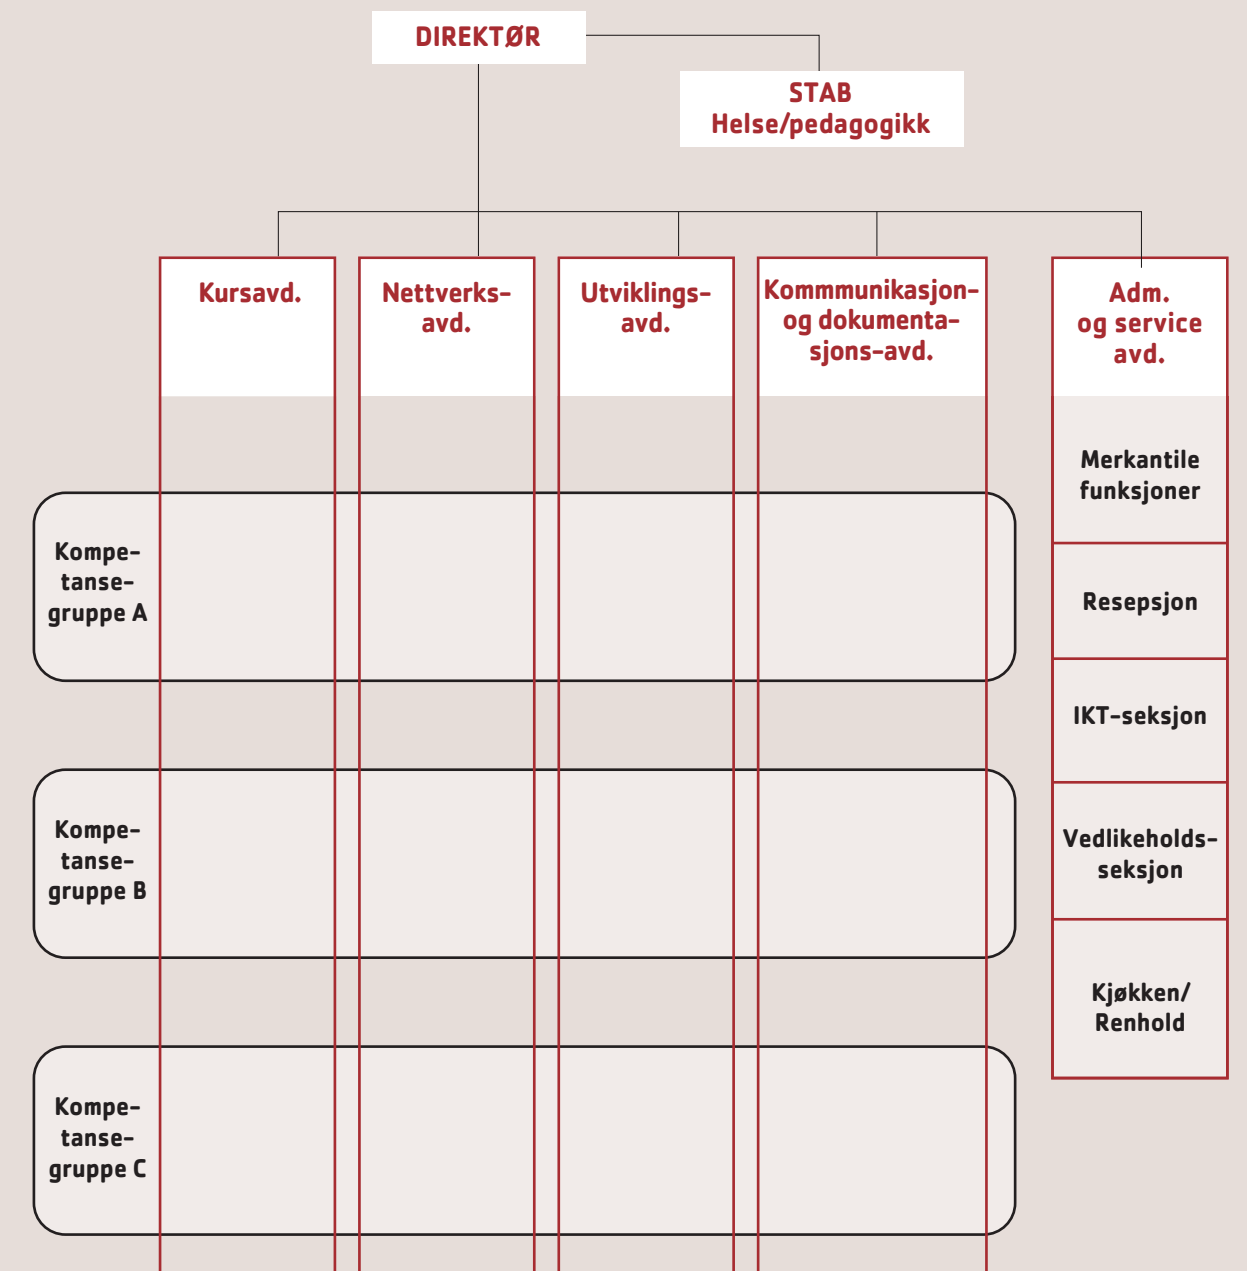 DIREKTØR
STAB
Helse/pedagogikk
Kursavd.
Nettverks-
avd.
Utviklings-
avd.
Kommmunikasjon-
og dokumenta-
sjons-avd.
Adm.
og service
avd.
Merkantile
funksjoner
Resepsjon
IKT-seksjon
Vedlikeholds-
seksjon
Kjøkken/
Renhold
Kompe-
tanse-
gruppe A
Kompe-
tanse-
gruppe B
Kompe-
tanse-
gruppe C